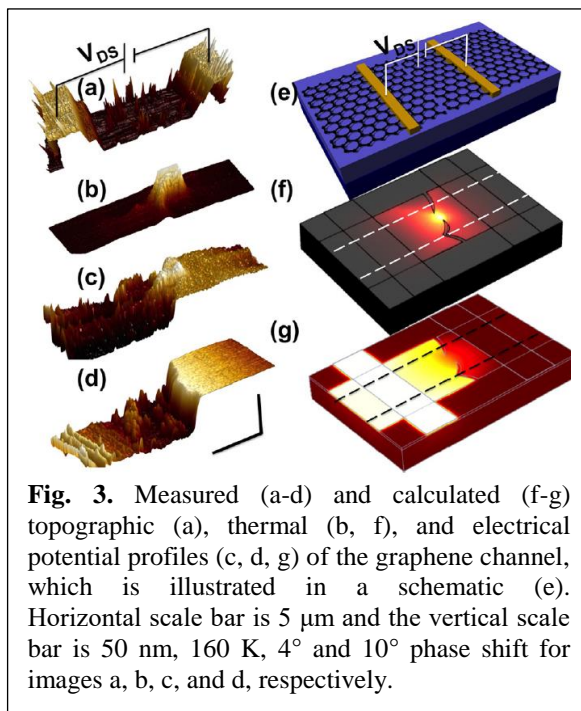 V_DS
(a)
(b)
(c)
(d)
V_DS
(e)
(f)
(g)
Fig. 3. Measured (a-d) and calculated (f-g)
topographic (a), thermal (b, f), and electrical
potential profiles (c, d, g) of the graphene channel,
which is illustrated in a schematic (e).
Horizontal scale bar is 5 μm and the vertical scale
bar is 50 nm, 160 K, 4° and 10° phase shift for
images a, b, c, and d, respectively.